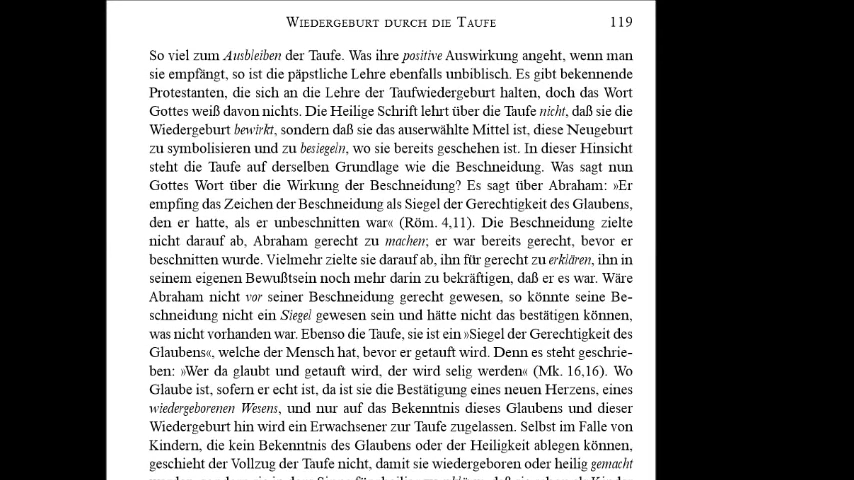 Wiedergeburt durch die Taufe 119
So viel zum Ausbleiben der Taufe. Was ihre positive Auswirkung angeht, wenn man
sie empfängt, so ist die päpstliche Lehre ebenfalls unbiblisch. Es gibt bekennende
Protestanten, die sich an die Lehre der Taufwiedergeburt halten, doch das Wort
Gottes weiß davon nichts. Die Heilige Schrift lehrt über die Taufe nicht, daß sie die
Wiedergeburt bewirkt, sondern daß sie das auserwählte Mittel ist, diese Neugeburt
zu symbolisieren und zu besiegeln, wo sie bereits geschehen ist. In dieser Hinsicht
steht die Taufe auf derselben Grundlage wie die Beschneidung. Was sagt nun
Gottes Wort über die Wirkung der Beschneidung? Es sagt über Abraham: »Er
empfing das Zeichen der Beschneidung als Siegel der Gerechtigkeit des Glaubens,
den er hatte, als er unbeschnitten war« (Röm. 4,11). Die Beschneidung zielte
nicht darauf ab, Abraham gerecht zu machen; er war bereits gerecht, bevor er
beschnitten wurde. Vielmehr zielte sie darauf ab, ihn für gerecht zu erklären, ihn in
seinem eigenen Bewußtsein noch mehr darin zu bekräftigen, daß er es war. Wäre
Abraham nicht vor seiner Beschneidung gerecht gewesen, so könnte seine Be-
schneidung nicht ein Siegel gewesen sein und hätte nicht das bestätigen können,
was nicht vorhanden war. Ebenso die Taufe, sie ist ein »Siegel der Gerechtigkeit des
Glaubens«, welche der Mensch hat, bevor er getauft wird. Denn es steht geschrie-
ben: »Wer da glaubt und getauft wird, der wird selig werden« (Mk. 16,16). Wo
Glaube ist, sofern er echt ist, da ist sie die Bestätigung eines neuen Herzens, eines
wiedergeborenen Wesens, und nur auf das Bekenntnis dieses Glaubens und dieser
Wiedergeburt hin wird ein Erwachsener zur Taufe zugelassen. Selbst im Falle von
Kindern, die kein Bekenntnis des Glaubens oder der Heiligkeit ablegen können,
geschieht der Vollzug der Taufe nicht, damit sie wiedergeboren oder heilig gemacht